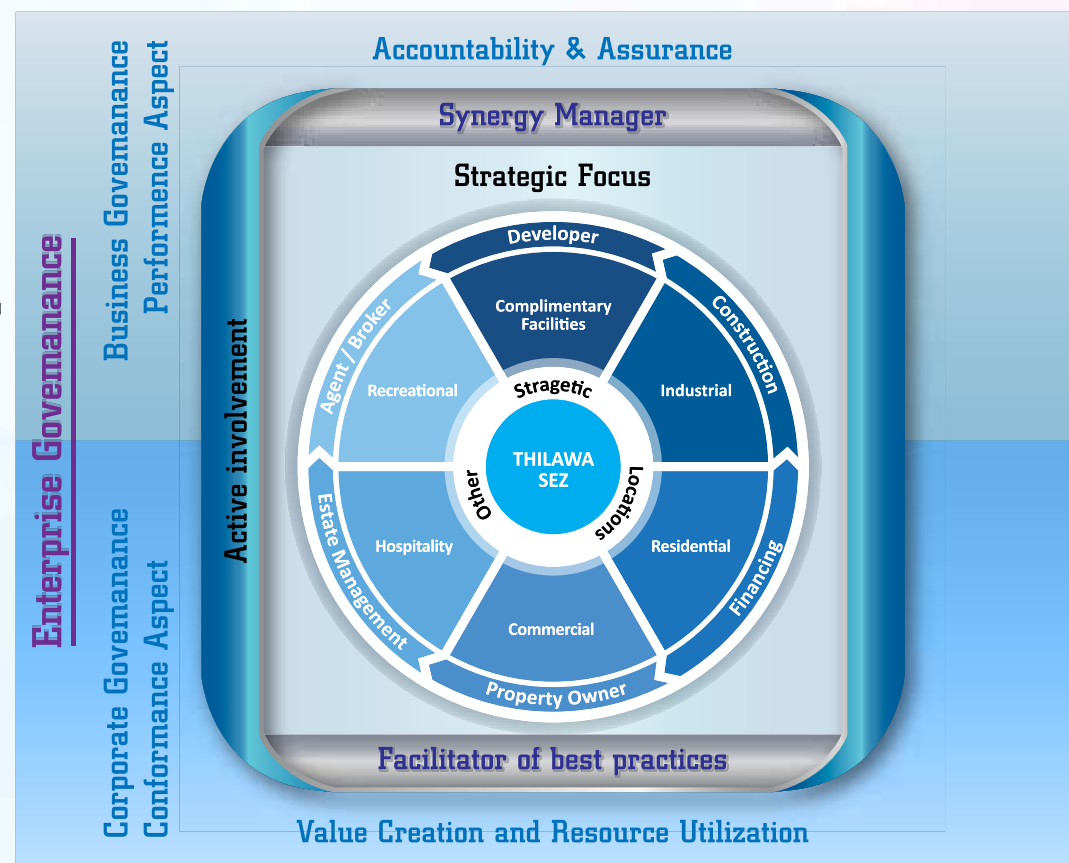 Accountability & Assurance
Synergy Manager
Strategic Focus
Enterprise Govemanance
Business Govemanance
Performence Aspect
Corporate Govemanance
Conformance Aspect
Active involvement
Developer
Construction
Financing
Property Owner
Estate Management
Agent / Broker
Complimentary
Facilities
Industrial
Residential
Commercial
Hospitality
Recreational
Stragetic
Locations
Other
THILAWA
SEZ
Facilitator of best practices
Value Creation and Resource Utilization